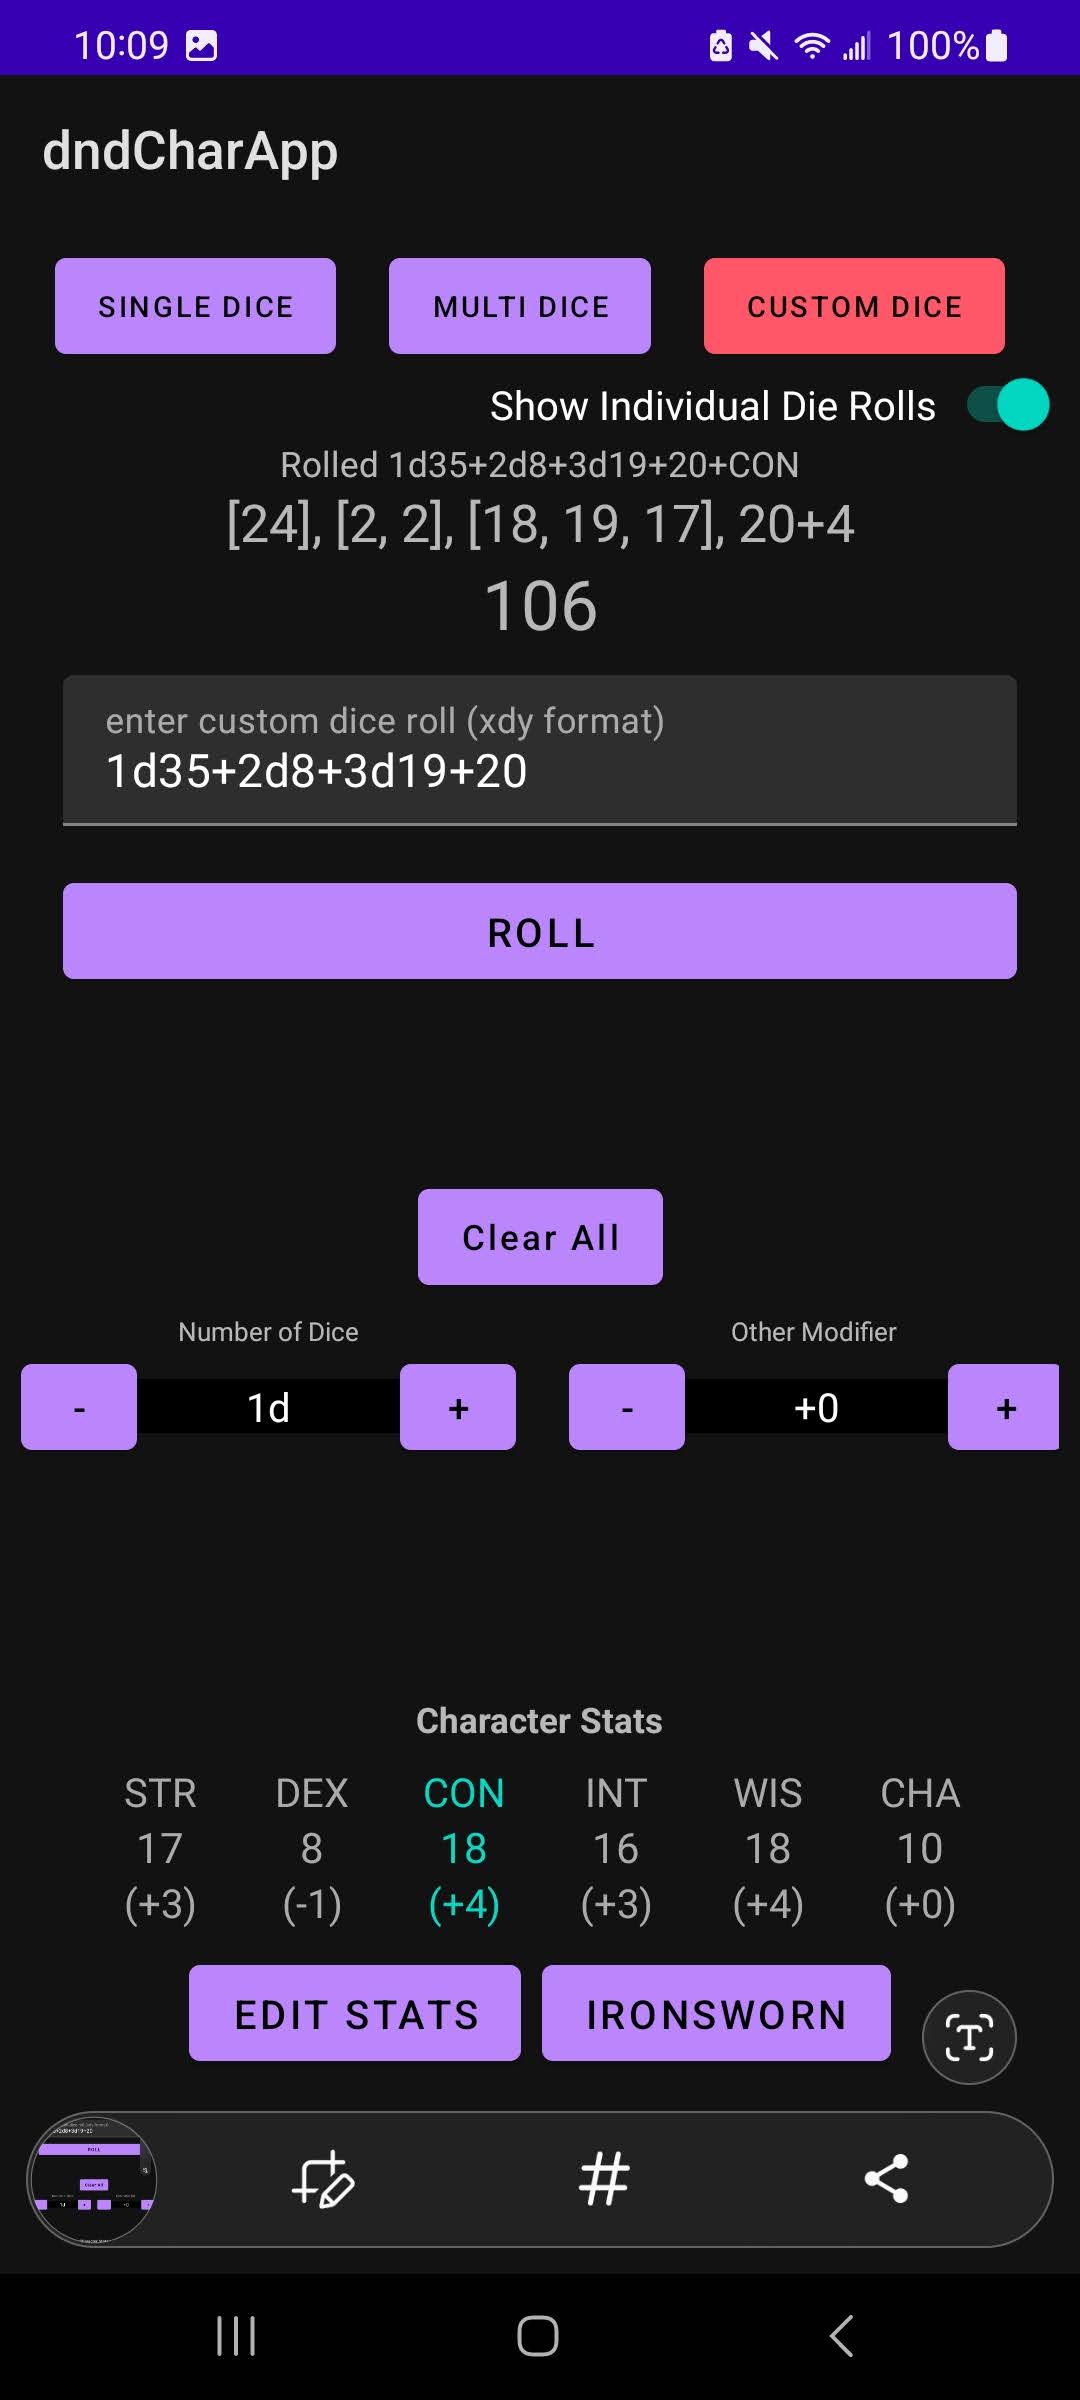 10:09 100%
dndCharApp
SINGLE DICE MULTI DICE CUSTOM DICE
Show Individual Die Rolls
Rolled 1d35+2d8+3d19+20+CON
[24], [2, 2], [18, 19, 17], 20+4
106
enter custom dice roll (xdy format)
1d35+2d8+3d19+20
ROLL
Clear All
Number of Dice Other Modifier
- 1d + - +0 +
Character Stats
STR DEX CON INT WIS CHA
17 8 18 16 18 10
(+3) (-1) (+4) (+3) (+4) (+0)
EDIT STATS IRONSWORN